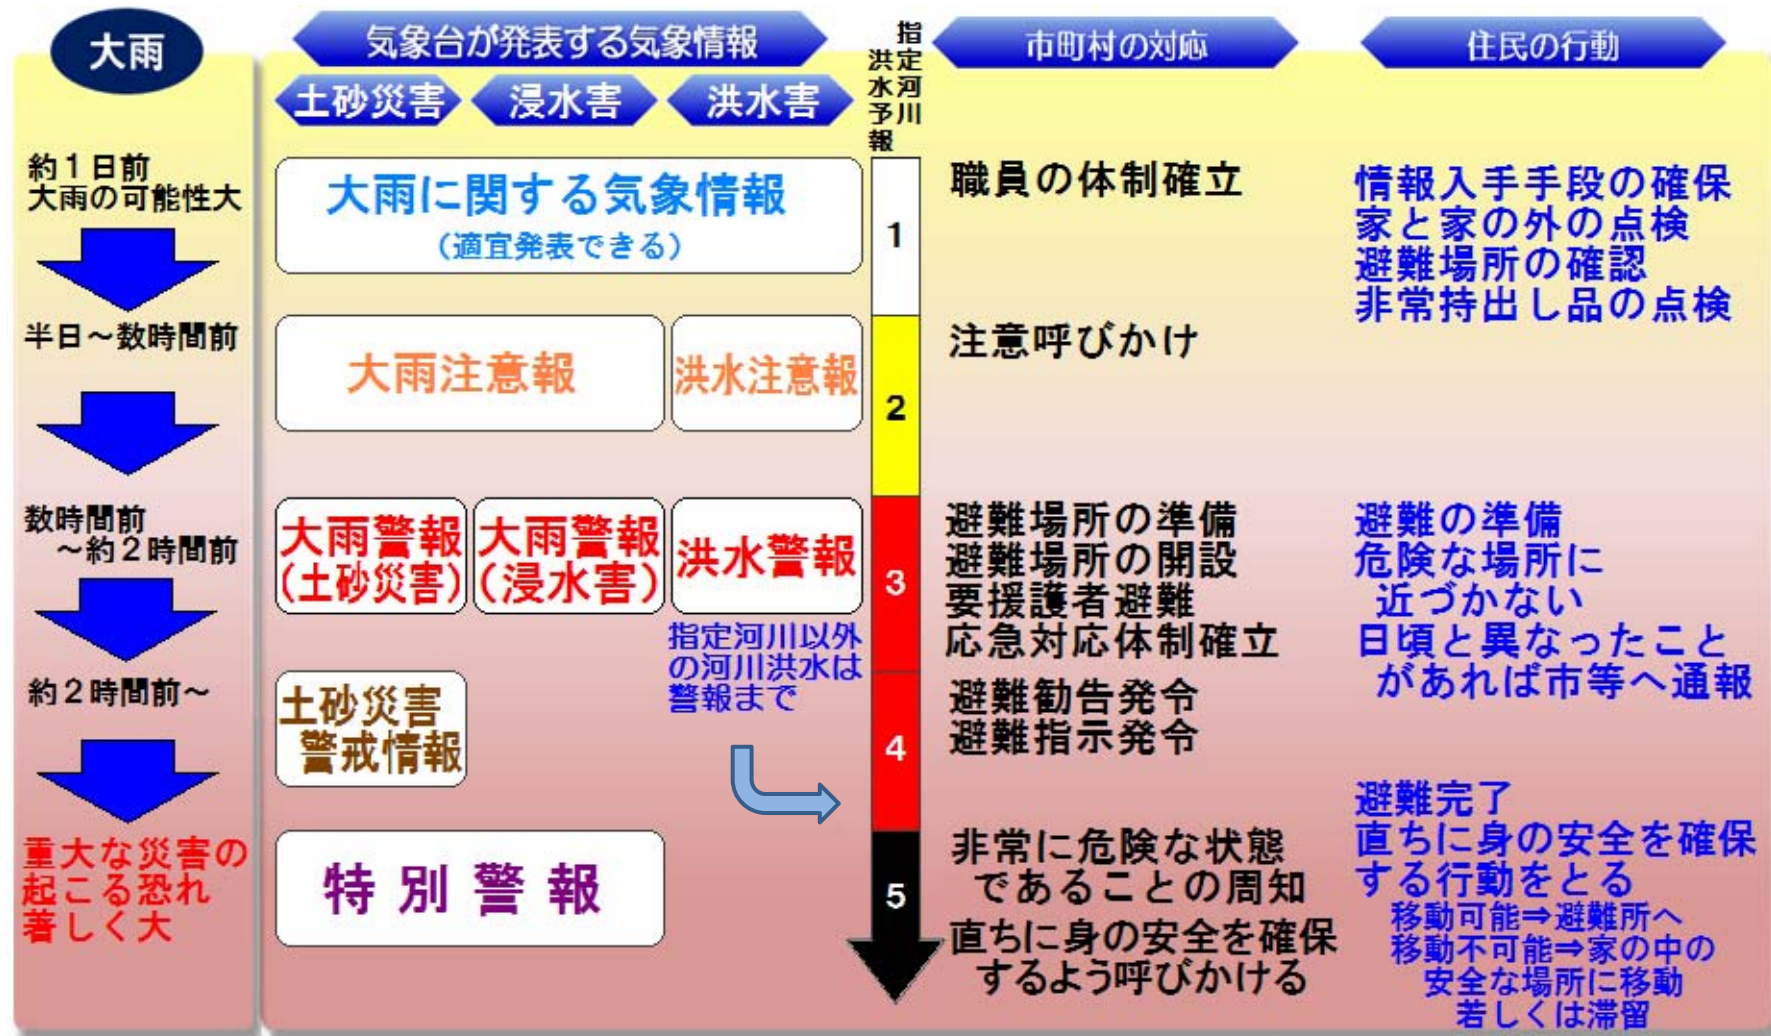 大雨
気象台が発表する気象情報
土砂災害
浸水害
洪水害
指定河川
洪水予報
市町村の対応
住民の行動
約1日前
大雨の可能性大
大雨に関する気象情報
（適宜発表できる）
1
職員の体制確立
情報入手手段の確保
家と家の外の点検
避難場所の確認
非常持出し品の点検
半日～数時間前
大雨注意報
洪水注意報
2
注意呼びかけ
数時間前
～約2時間前
大雨警報
（土砂災害）
大雨警報
（浸水害）
洪水警報
指定河川以外
の河川洪水は
警報まで
3
避難場所の準備
避難場所の開設
要援護者避難
応急対応体制確立
避難の準備
危険な場所に
近づかない
日頃と異なったこと
があれば市等へ通報
約2時間前～
土砂災害
警戒情報
4
避難勧告発令
避難指示発令
重大な災害の
起こる恐れ
著しく大
特別警報
5
非常に危険な状態
であることの周知
直ちに身の安全を確保
するよう呼びかける
避難完了
直ちに身の安全を確保
する行動をとる
移動可能⇒避難所へ
移動不可能⇒家の中の
安全な場所に移動
若しくは滞留